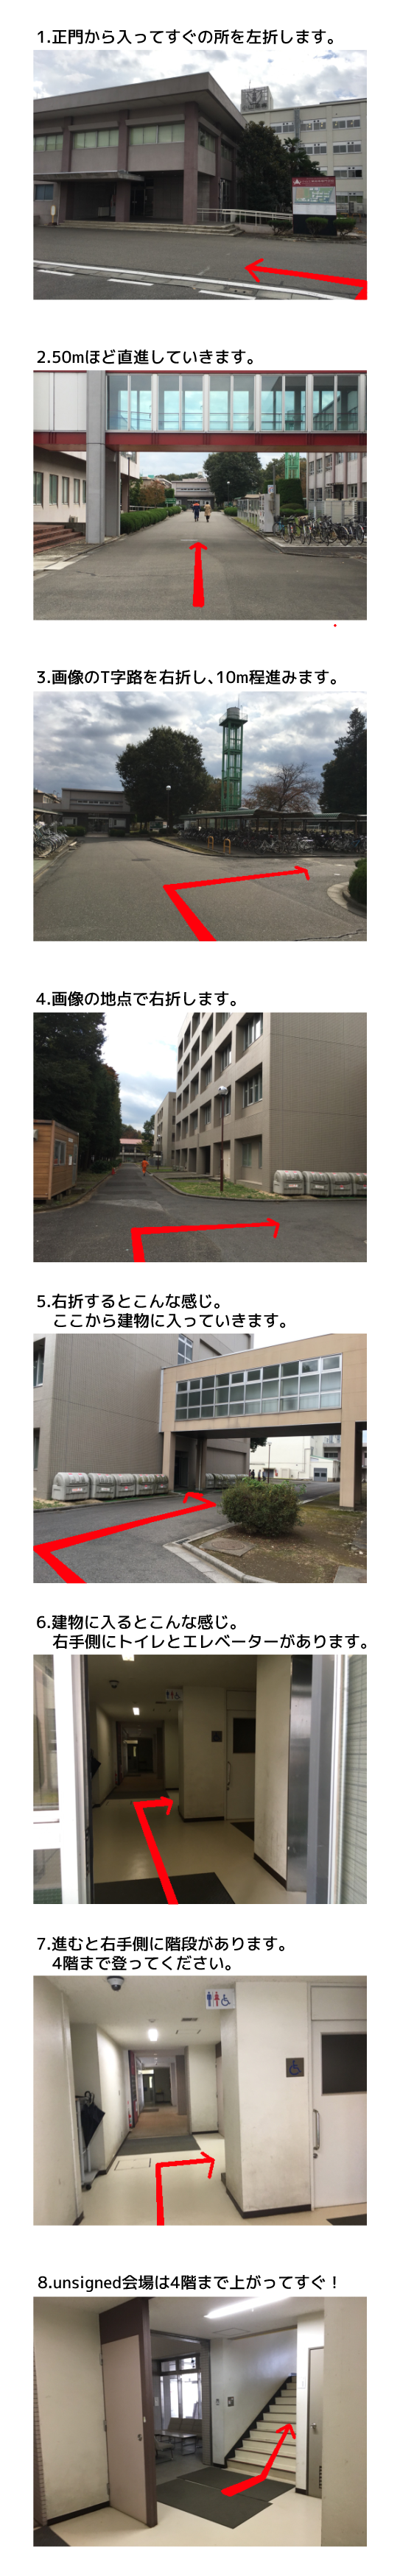 1.正門から入ってすぐの所を左折します。
2.50mほど直進していきます。
3.画像のT字路を右折し、10m程進みます。
4.画像の地点で右折します。
5.右折するとこんな感じ。
ここから建物に入っていきます。
6.建物に入るとこんな感じ。
右手側にトイレとエレベーターがあります。
7.進むと右手側に階段があります。
4階まで登ってください。
8.unsigned会場は4階まで上がってすぐ！